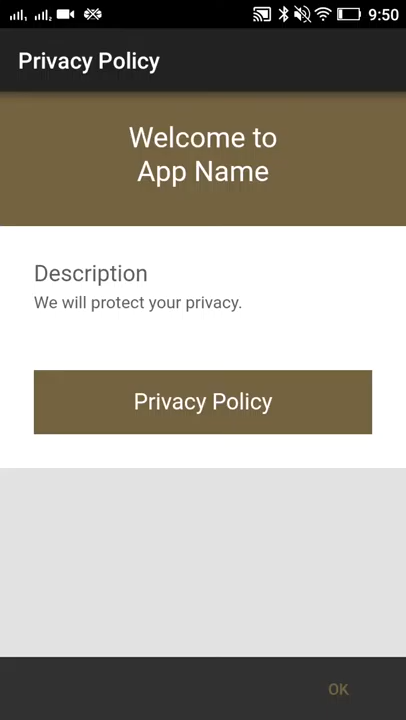 9:50
Privacy Policy
Welcome to
App Name
Description
We will protect your privacy.
Privacy Policy
OK